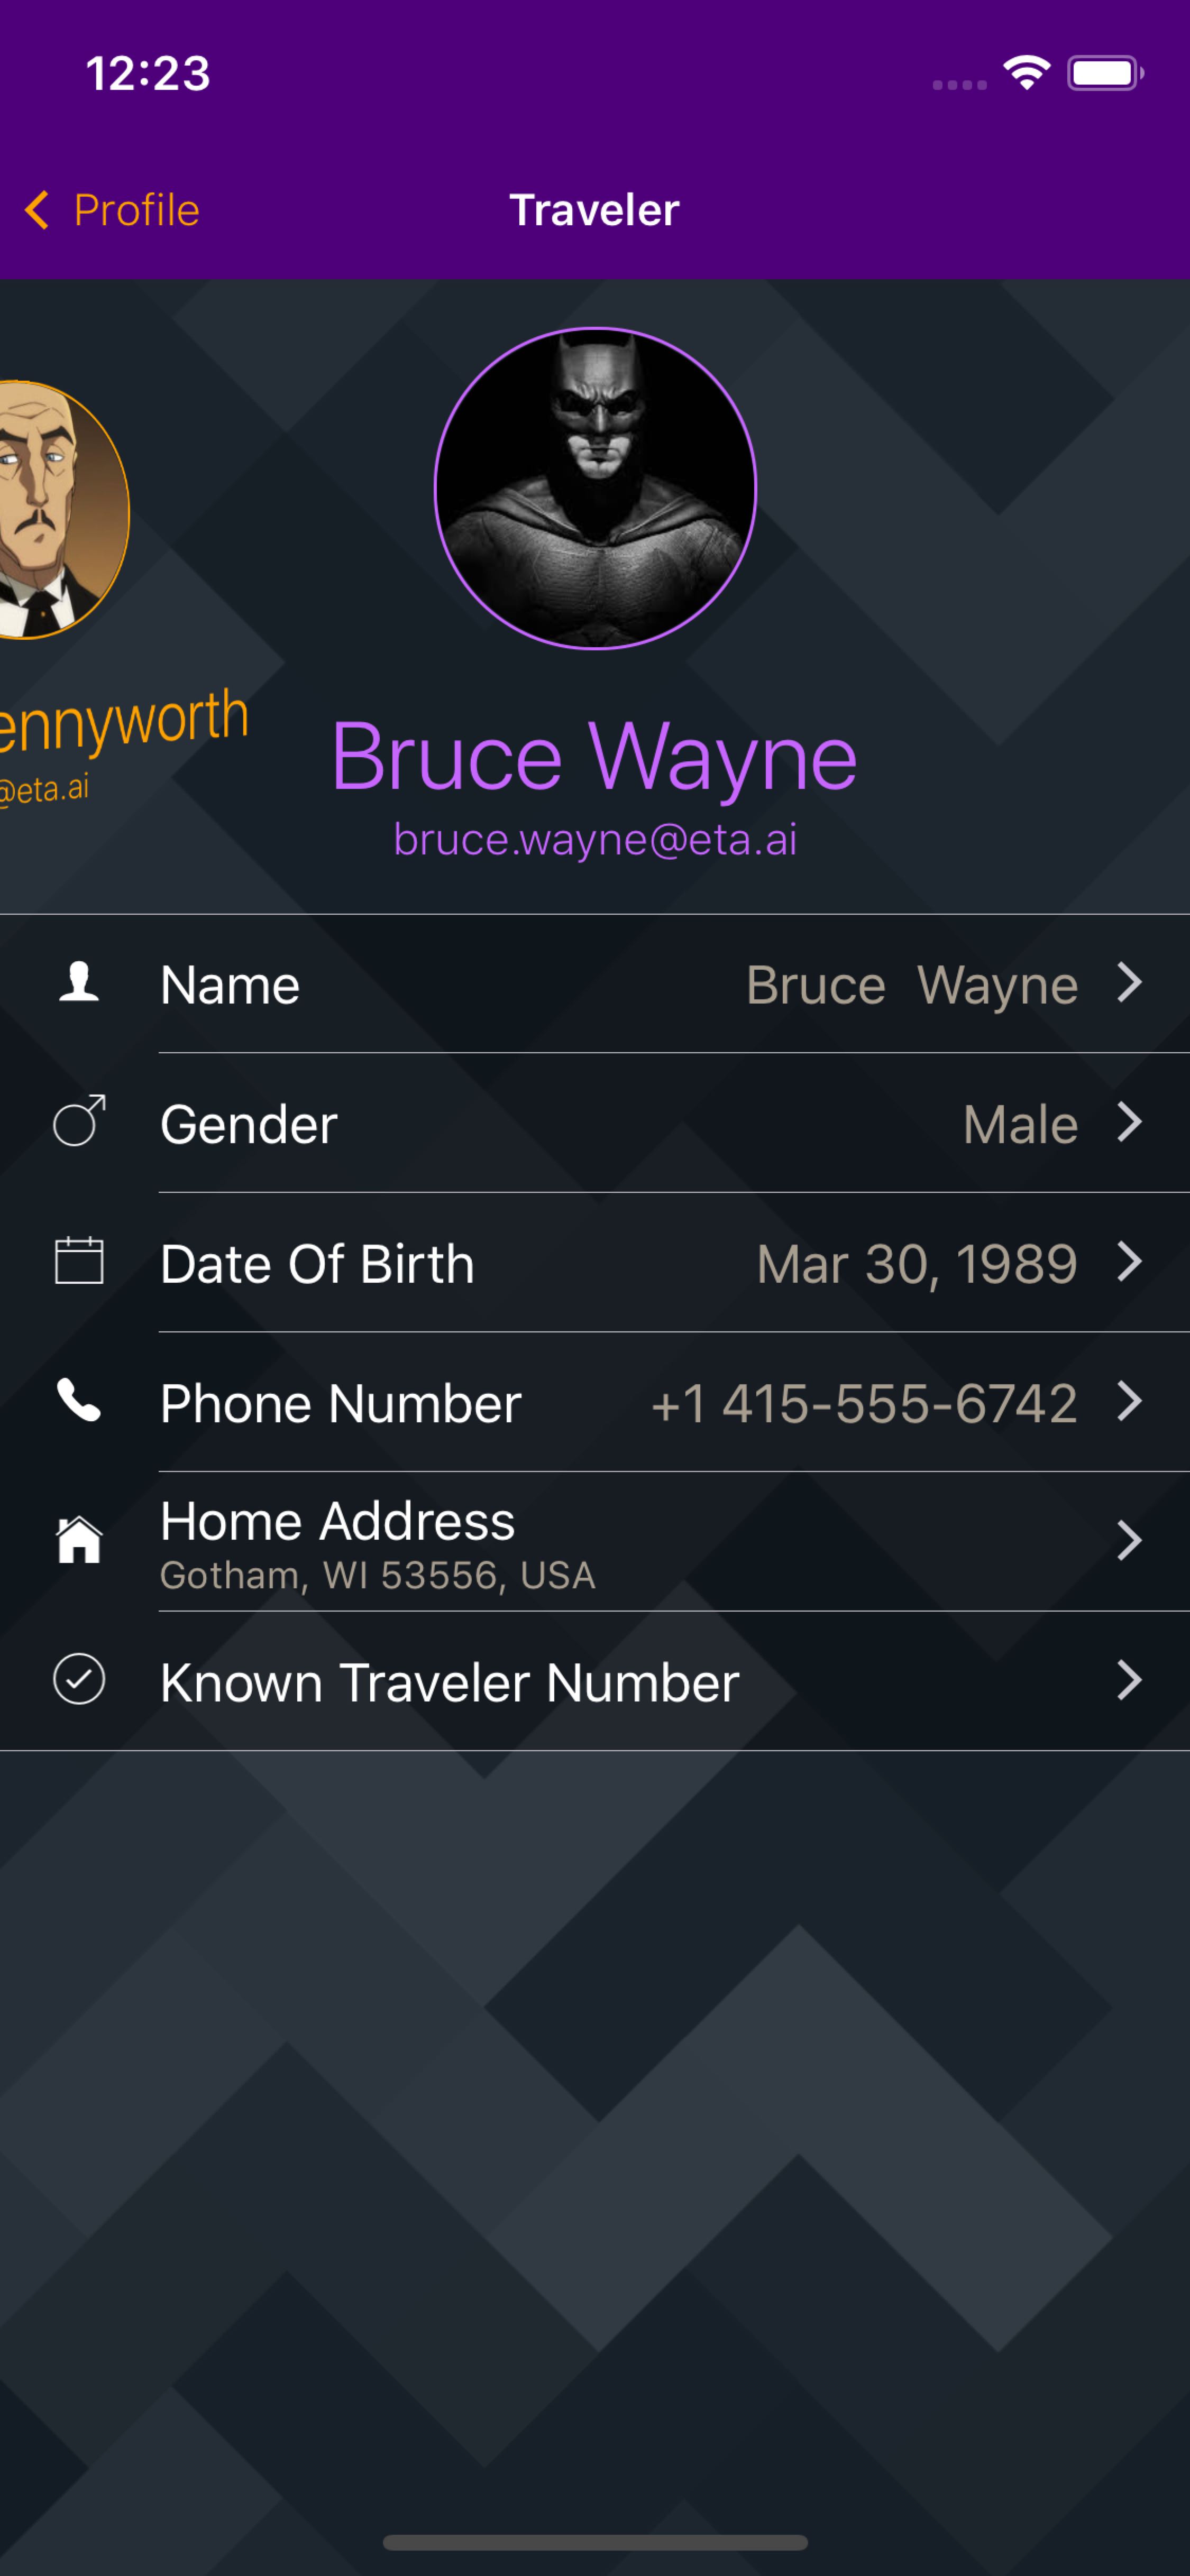 12:23
Profile
Traveler
ennyworth
@eta.ai
Bruce Wayne
bruce.wayne@eta.ai
Name
Bruce  Wayne
Gender
Male
Date Of Birth
Mar 30, 1989
Phone Number
+1 415-555-6742
Home Address
Gotham, WI 53556, USA
Known Traveler Number